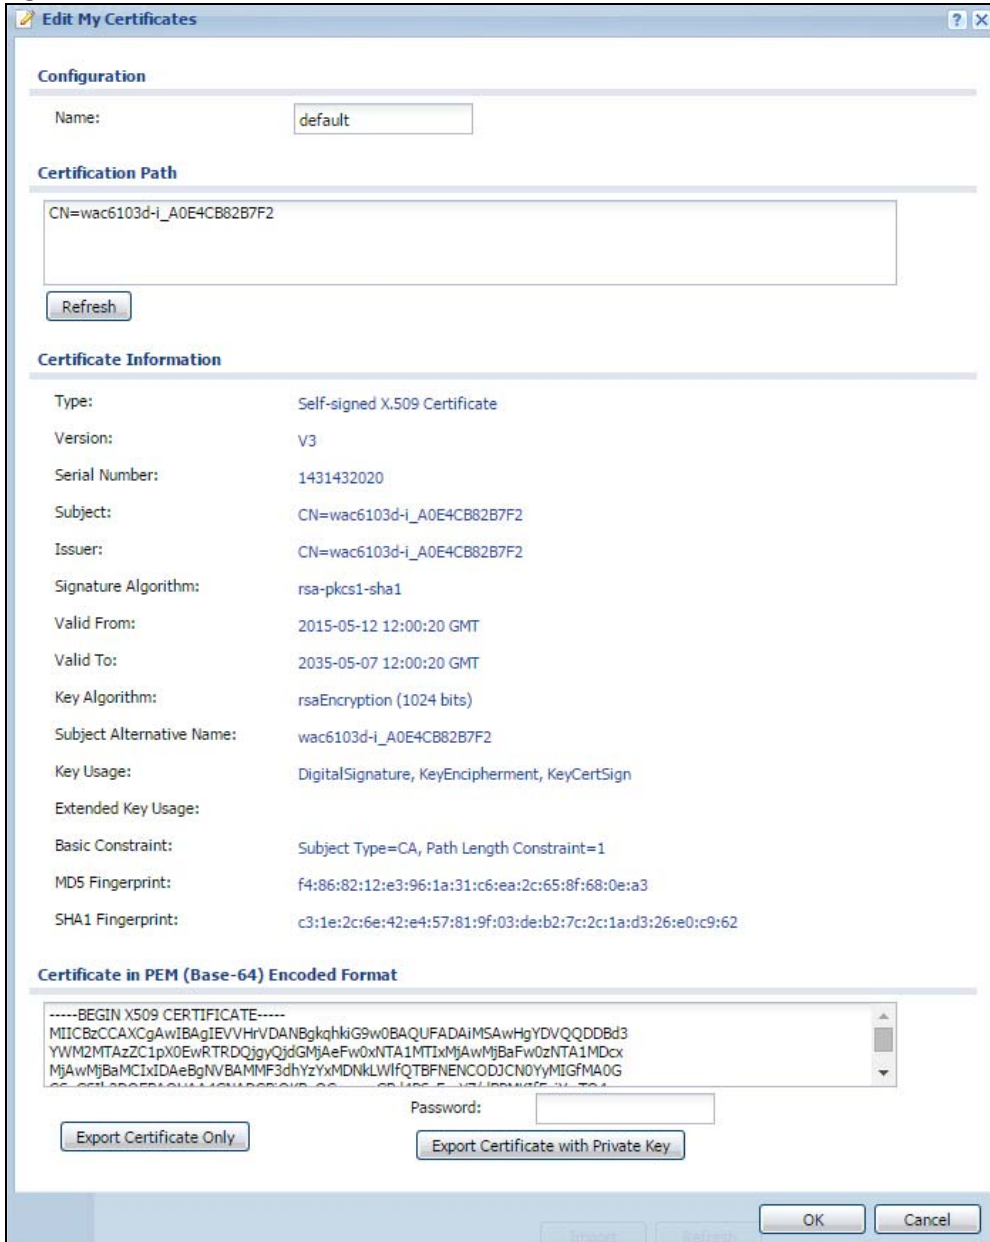 Edit My Certificates
Configuration
Name: default
Certification Path
CN=wac6103d-i_A0E4CB82B7F2
Refresh
Certificate Information
Type: Self-signed X.509 Certificate
Version: V3
Serial Number: 1431432020
Subject: CN=wac6103d-i_A0E4CB82B7F2
Issuer: CN=wac6103d-i_A0E4CB82B7F2
Signature Algorithm: rsa-pkcs1-sha1
Valid From: 2015-05-12 12:00:20 GMT
Valid To: 2035-05-07 12:00:20 GMT
Key Algorithm: rsaEncryption (1024 bits)
Subject Alternative Name: wac6103d-i_A0E4CB82B7F2
Key Usage: DigitalSignature, KeyEncipherment, KeyCertSign
Extended Key Usage:
Basic Constraint: Subject Type=CA, Path Length Constraint=1
MD5 Fingerprint: f4:86:82:12:e3:96:1a:31:c6:ea:2c:65:8f:68:0e:a3
SHA1 Fingerprint: c3:1e:2c:6e:42:e4:57:81:9f:03:de:b2:7c:2c:1a:d3:26:e0:c9:62
Certificate in PEM (Base-64) Encoded Format
-----BEGIN X509 CERTIFICATE-----
MIICBzCCAXCgAwIBAgIEVVHrVDANBgkqhkiG9w0BAQUFADAiMSAwHgYDVQQDDBd3
YWM2MTAzZC1pX0EwRTRDQjgyQjdGMjAeFw0xNTA1MTIxMjAwMjBaFw0zNTA1MDcx
MjAwMjBaMCIxIDAeBgNVBAMMF3dhYzYxMDNkLWlfQTBFNENCODJCN0YyMIGfMA0G
Password:
Export Certificate Only
Export Certificate with Private Key
OK
Cancel
Import
Refresh